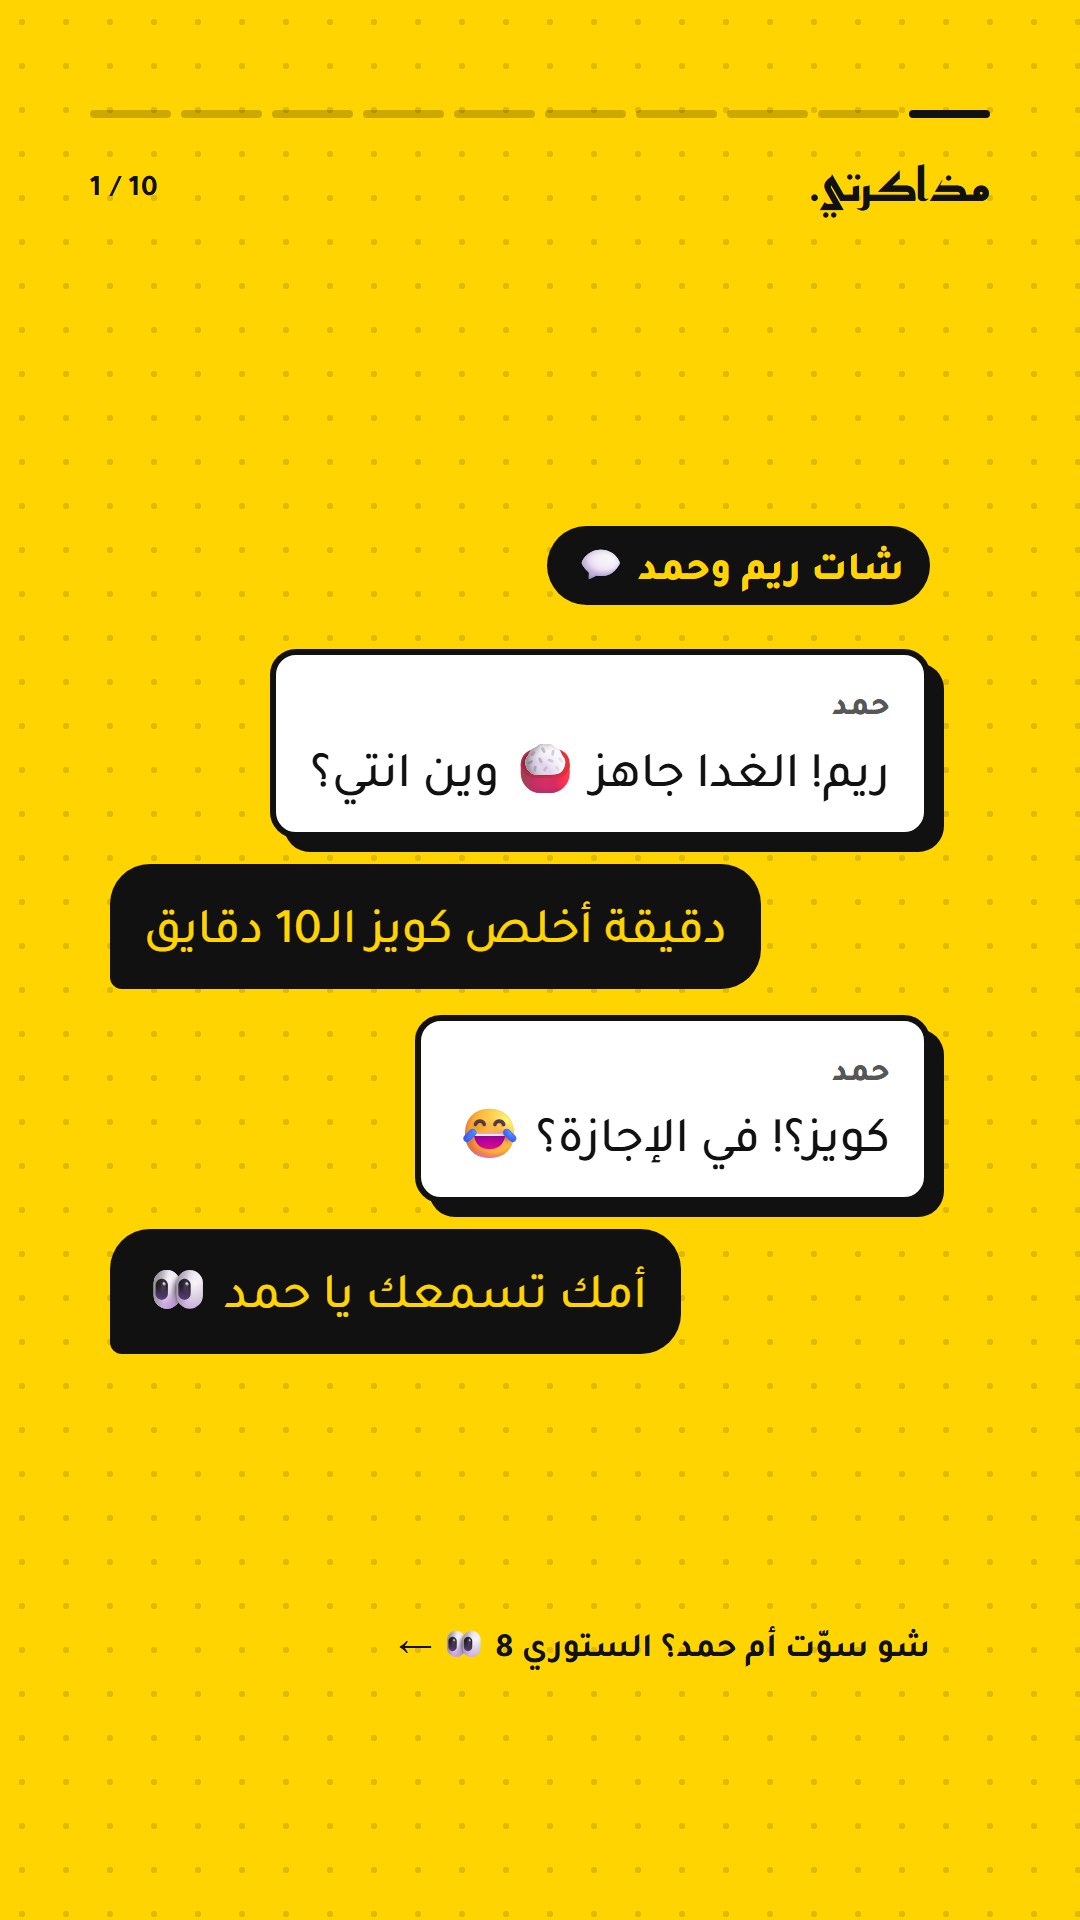 مذاكرتي.
1 / 10
شات ريم وحمد 💬
حمد
ريم! الغدا جاهز 🍚 وين انتي؟
دقيقة أخلص كويز الـ10 دقايق
حمد
كويز؟! في الإجازة؟ 😂
أمك تسمعك يا حمد 👀
شو سوّت أم حمد؟ الستوري 8 👀 ←